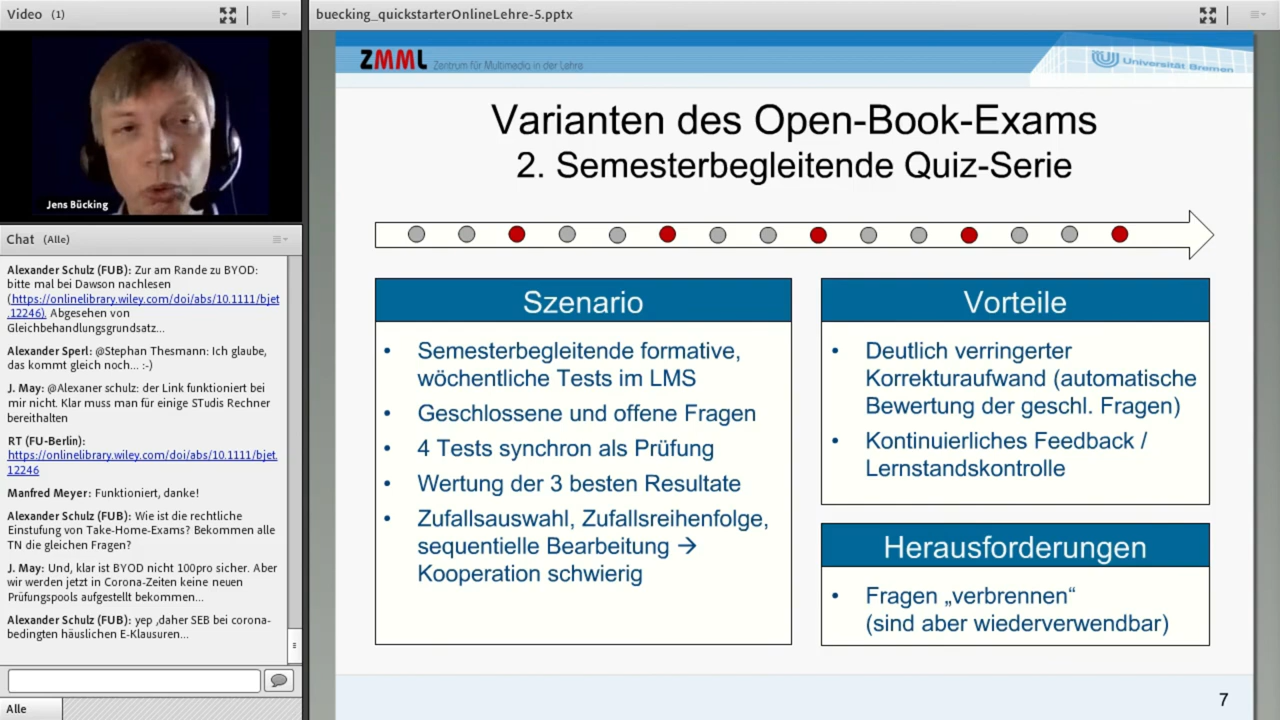 Video (1)
buecking_quickstarterOnlineLehre-5.pptx
Jens Bücking
Chat (Alle)
Alexander Schulz (FUB): Zur am Rande zu BYOD:
bitte mal bei Dawson nachlesen
(https://onlinelibrary.wiley.com/doi/abs/10.1111/bjet
.12246). Abgesehen von
Gleichbehandlungsgrundsatz...
Alexander Sperl: @Stephan Thesmann: Ich glaube,
das kommt gleich noch... :-)
J. May: @Alexaner schulz: der Link funktioniert bei
mir nicht. Klar muss man für einige STudis Rechner
bereithalten
RT (FU-Berlin):
https://onlinelibrary.wiley.com/doi/abs/10.1111/bjet.
12246
Manfred Meyer: Funktioniert, danke!
Alexander Schulz (FUB): Wie ist die rechtliche
Einstufung von Take-Home-Exams? Bekommen alle
TN die gleichen Fragen?
J. May: Und, klar ist BYOD nicht 100pro sicher. Aber
wir werden jetzt in Corona-Zeiten keine neuen
Prüfungspools aufgestellt bekommen...
Alexander Schulz (FUB): yep ,daher SEB bei corona-
bedingten häuslichen E-Klausuren...
Alle
ZMML Zentrum für Multimedia in der Lehre
Universität Bremen
Varianten des Open-Book-Exams
2. Semesterbegleitende Quiz-Serie
Szenario
• Semesterbegleitende formative,
wöchentliche Tests im LMS
• Geschlossene und offene Fragen
• 4 Tests synchron als Prüfung
• Wertung der 3 besten Resultate
• Zufallsauswahl, Zufallsreihenfolge,
sequentielle Bearbeitung →
Kooperation schwierig
Vorteile
• Deutlich verringerter
Korrekturaufwand (automatische
Bewertung der geschl. Fragen)
• Kontinuierliches Feedback /
Lernstandskontrolle
Herausforderungen
• Fragen „verbrennen“
(sind aber wiederverwendbar)
7